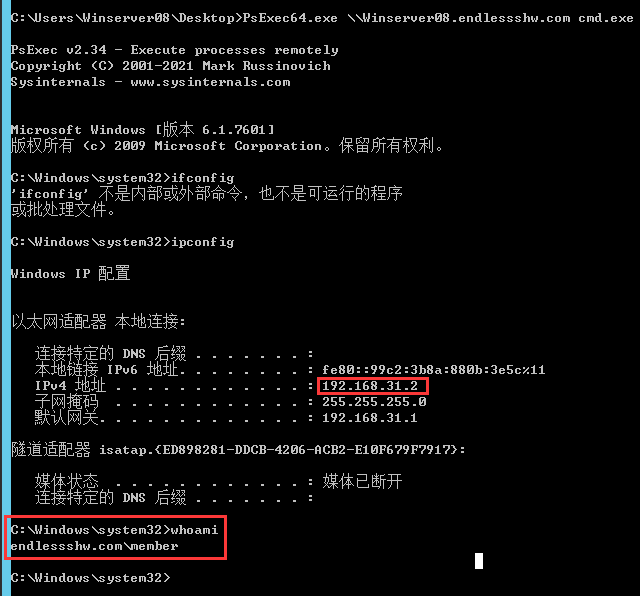 C:\Users\Winserver08\Desktop>PsExec64.exe \\Winserver08.endlessshw.com cmd.exe
PsExec v2.34 - Execute processes remotely
Copyright (C) 2001-2021 Mark Russinovich
Sysinternals - www.sysinternals.com
Microsoft Windows [版本 6.1.7601]
版权所有 (c) 2009 Microsoft Corporation。保留所有权利。
C:\Windows\system32>ifconfig
'ifconfig' 不是内部或外部命令，也不是可运行的程序
或批处理文件。
C:\Windows\system32>ipconfig
Windows IP 配置
以太网适配器 本地连接:
连接特定的 DNS 后缀 . . . . . . . :
本地链接 IPv6 地址. . . . . . . . : fe80::99c2:3b8a:880b:3e5c%11
IPv4 地址 . . . . . . . . . . . . : 192.168.31.2
子网掩码 . . . . . . . . . . . . : 255.255.255.0
默认网关. . . . . . . . . . . . . : 192.168.31.1
隧道适配器 isatap.{ED898281-DDCB-4206-ACB2-E10F679F7917}:
媒体状态 . . . . . . . . . . . . : 媒体已断开
连接特定的 DNS 后缀 . . . . . . . :
C:\Windows\system32>whoami
endlessshw.com\member
C:\Windows\system32>